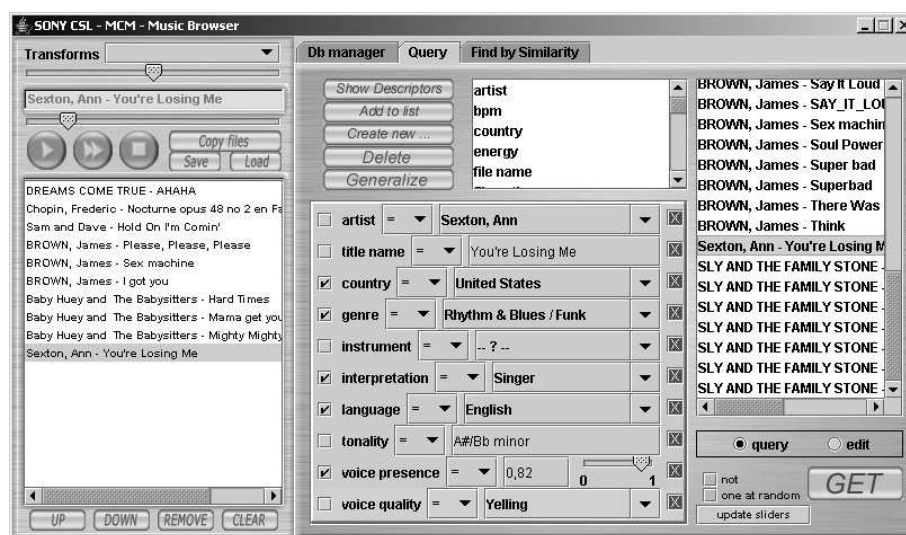 SONY CSL - MCM - Music Browser
Transforms
Sexton, Ann - You're Losing Me
Copy files
Save Load
DREAMS COME TRUE - AHAHA
Chopin, Frederic - Nocturne opus 48 no 2 en Fa
Sam and Dave - Hold On I'm Comin'
BROWN, James - Please, Please, Please
BROWN, James - Sex machine
BROWN, James - I got you
Baby Huey and The Babysitters - Hard Times
Baby Huey and The Babysitters - Mama get you
Baby Huey and The Babysitters - Mighty Mighty
Sexton, Ann - You're Losing Me
UP DOWN REMOVE CLEAR
Db manager Query Find by Similarity
Show Descriptors
Add to list
Create new ...
Delete
Generalize
artist
bpm
country
energy
file name
artist = Sexton, Ann X
title name = You're Losing Me X
country = United States X
genre = Rhythm & Blues / Funk X
instrument = -- ? -- X
interpretation = Singer X
language = English X
tonality = A#/Bb minor X
voice presence = 0,82 0 1 X
voice quality = Yelling X
BROWN, James - Say it Loud
BROWN, James - SAY_IT_LOU
BROWN, James - Sex machin
BROWN, James - Soul Power
BROWN, James - Super bad
BROWN, James - Superbad
BROWN, James - There Was
BROWN, James - Think
Sexton, Ann - You're Losing M
SLY AND THE FAMILY STONE -
SLY AND THE FAMILY STONE -
SLY AND THE FAMILY STONE -
SLY AND THE FAMILY STONE -
SLY AND THE FAMILY STONE -
SLY AND THE FAMILY STONE -
SLY AND THE FAMILY STONE -
query edit
not
one at random
GET
update sliders